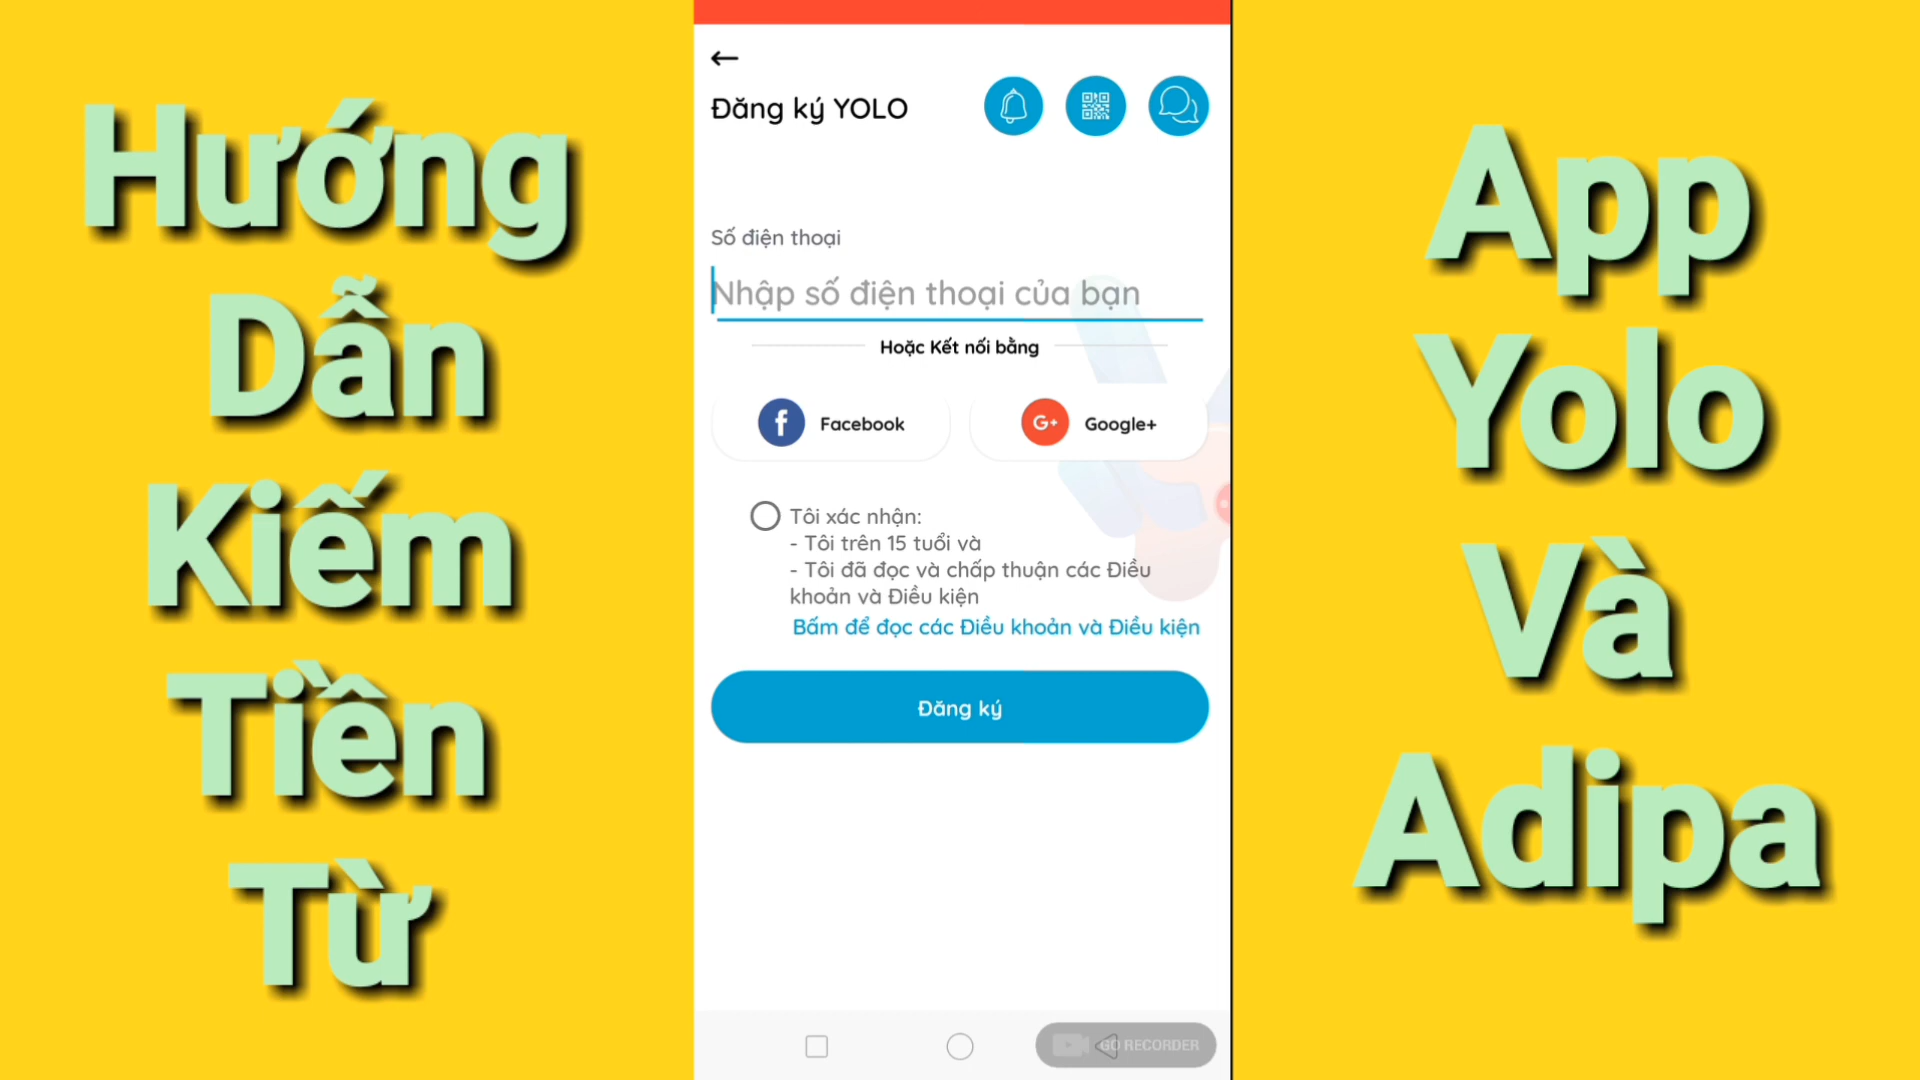 Hướng
Dẫn
Kiếm
Tiền
Từ
Đăng ký YOLO
Số điện thoại
Nhập số điện thoại của bạn
Hoặc Kết nối bằng
f Facebook
G+ Google+
Tôi xác nhận:
- Tôi trên 15 tuổi và
- Tôi đã đọc và chấp thuận các Điều
khoản và Điều kiện
Bấm để đọc các Điều khoản và Điều kiện
Đăng ký
GO RECORDER
App
Yolo
Và
Adipa